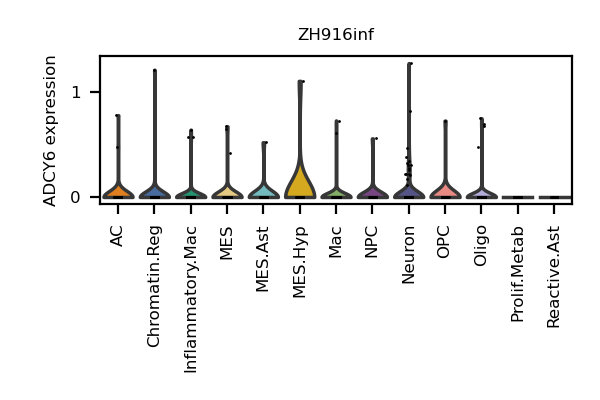 ZH916inf
ADCY6 expression
1
0
AC
Chromatin.Reg
Inflammatory.Mac
MES
MES.Ast
MES.Hyp
Mac
NPC
Neuron
OPC
Oligo
Prolif.Metab
Reactive.Ast